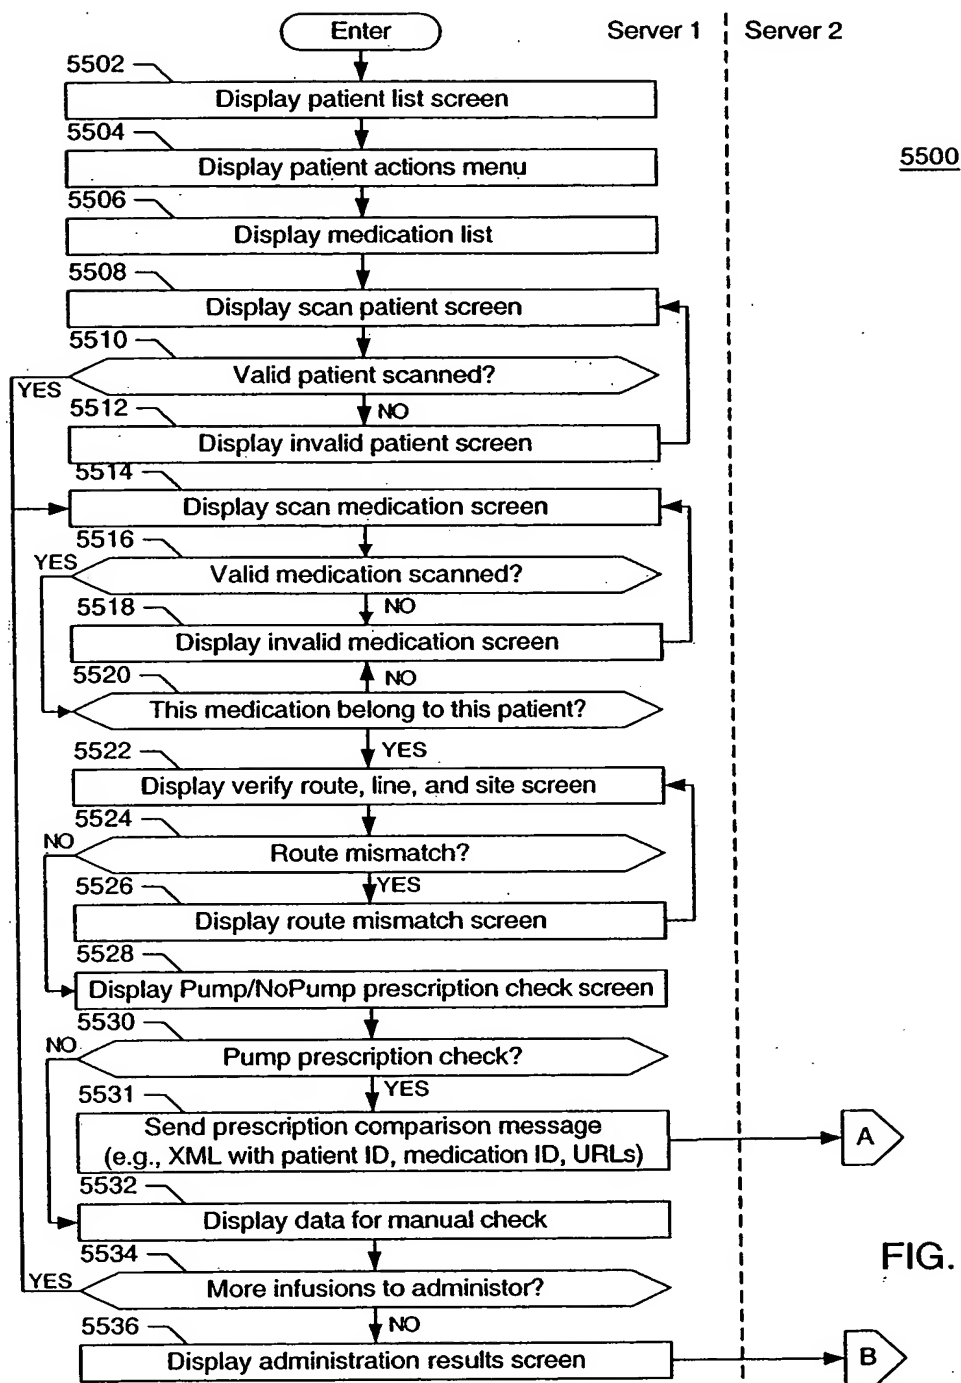 Enter
Server 1
Server 2
5500
5502
Display patient list screen
5504
Display patient actions menu
5506
Display medication list
5508
Display scan patient screen
5510
Valid patient scanned?
YES
NO
5512
Display invalid patient screen
5514
Display scan medication screen
5516
YES
Valid medication scanned?
NO
5518
Display invalid medication screen
5520
NO
This medication belong to this patient?
YES
5522
Display verify route, line, and site screen
5524
NO
Route mismatch?
YES
5526
Display route mismatch screen
5528
Display Pump/NoPump prescription check screen
5530
NO
Pump prescription check?
YES
5531
Send prescription comparison message
(e.g., XML with patient ID, medication ID, URLs)
A
5532
Display data for manual check
5534
YES
More infusions to administor?
NO
FIG.
5536
Display administration results screen
B